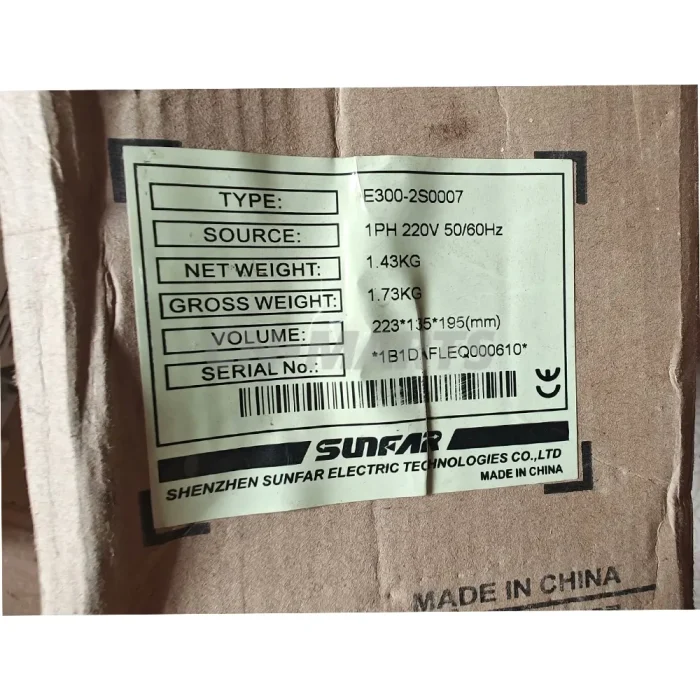 TYPE: E300-2S0007
SOURCE: 1PH 220V 50/60Hz
NET WEIGHT: 1.43KG
GROSS WEIGHT: 1.73KG
VOLUME: 223*135*195(mm)
SERIAL No.: *1B1DAFLEQ000610*
CE
SUNFAR
SHENZHEN SUNFAR ELECTRIC TECHNOLOGIES CO.,LTD
MADE IN CHINA
MADE IN CHINA